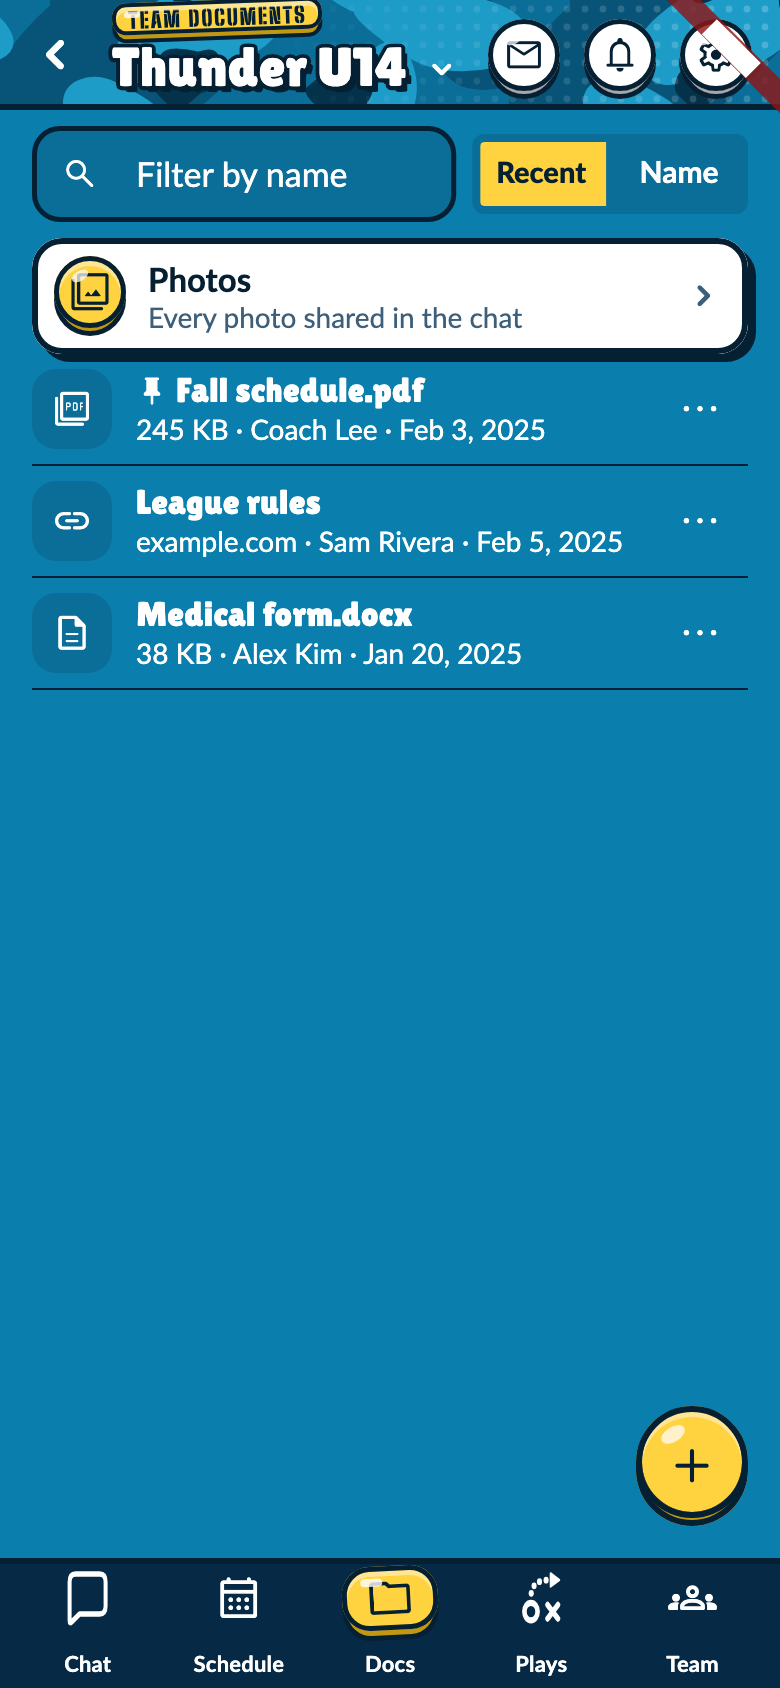 TEAM DOCUMENTS
Thunder U14
Filter by name
Recent
Name
Photos
Every photo shared in the chat
PDF
Fall schedule.pdf
245 KB · Coach Lee · Feb 3, 2025
League rules
example.com · Sam Rivera · Feb 5, 2025
Medical form.docx
38 KB · Alex Kim · Jan 20, 2025
Chat
Schedule
Docs
Plays
Team